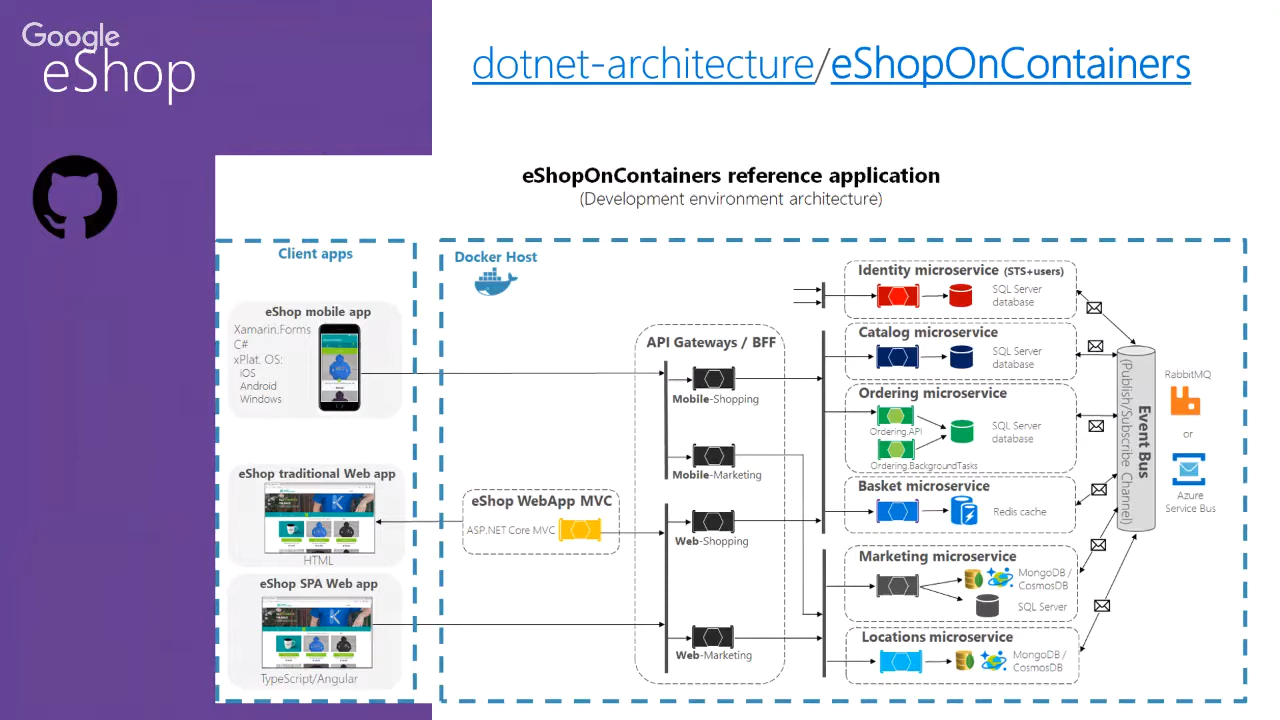 Google
eShop
dotnet-architecture/eShopOnContainers
eShopOnContainers reference application
(Development environment architecture)
Client apps
eShop mobile app
Xamarin.Forms
C#
xPlat. OS:
iOS
Android
Windows
eShop traditional Web app
HTML
eShop SPA Web app
TypeScript/Angular
Docker Host
eShop WebApp MVC
ASP.NET Core MVC
API Gateways / BFF
Mobile-Shopping
Mobile-Marketing
Web-Shopping
Web-Marketing
Identity microservice (STS+users)
SQL Server
database
Catalog microservice
SQL Server
database
Ordering microservice
Ordering.API
SQL Server
database
Ordering.BackgroundTasks
Basket microservice
Redis cache
Marketing microservice
MongoDB /
CosmosDB
SQL Server
Locations microservice
MongoDB /
CosmosDB
Event Bus
(Publish/Subscribe Channel)
RabbitMQ
or
Azure
Service Bus